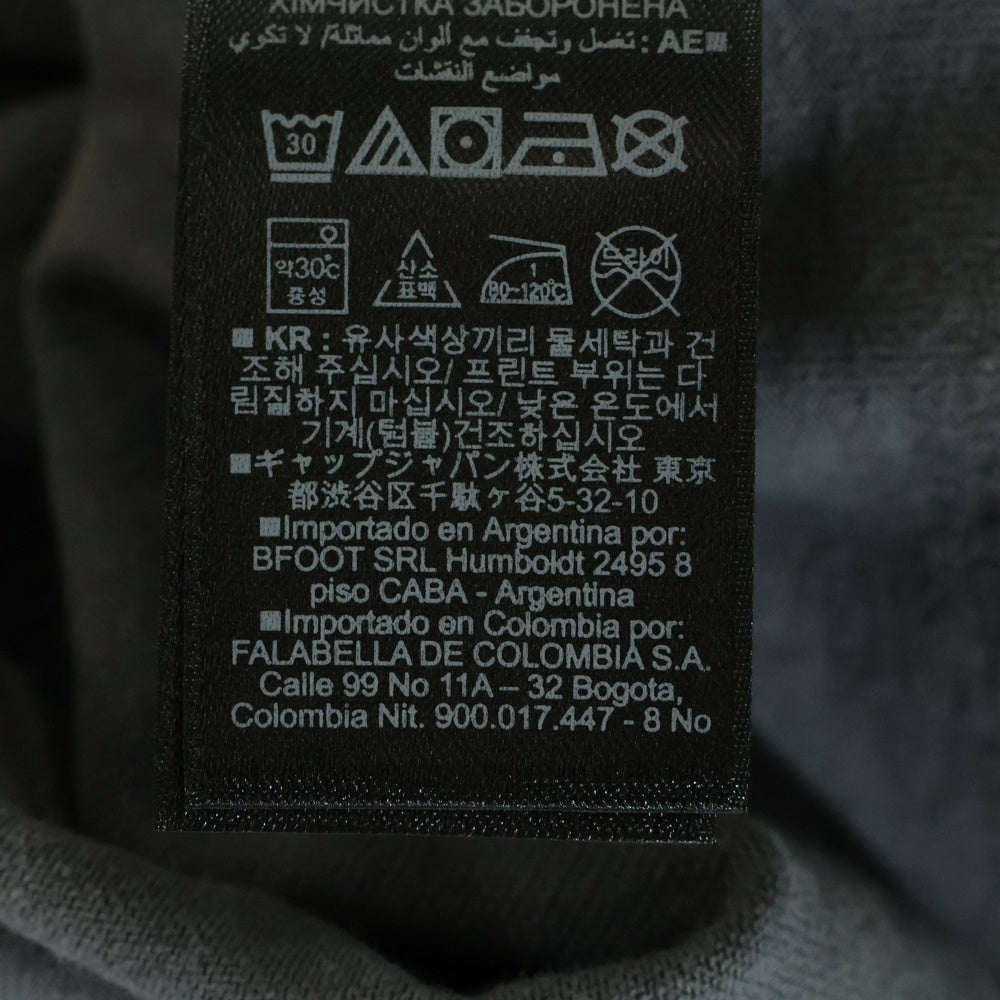 ХІМЧИСТКА ЗАБОРОНЕНА
AE : تغسل وتجفف مع ألوان مماثلة/ لا تكوي
مواضع النقشات
30
약30℃
중성
산소
표백
1
80~120℃
드라이
KR : 유사색상끼리 물세탁과 건
조해 주십시오/ 프린트 부위는 다
림질하지 마십시오/ 낮은 온도에서
기계(텀블)건조하십시오
ギャップジャパン株式会社 東京
都渋谷区千駄ヶ谷5-32-10
Importado en Argentina por:
BFOOT SRL Humboldt 2495 8
piso CABA - Argentina
Importado en Colombia por:
FALABELLA DE COLOMBIA S.A.
Calle 99 No 11A – 32 Bogota,
Colombia Nit. 900.017.447 - 8 No